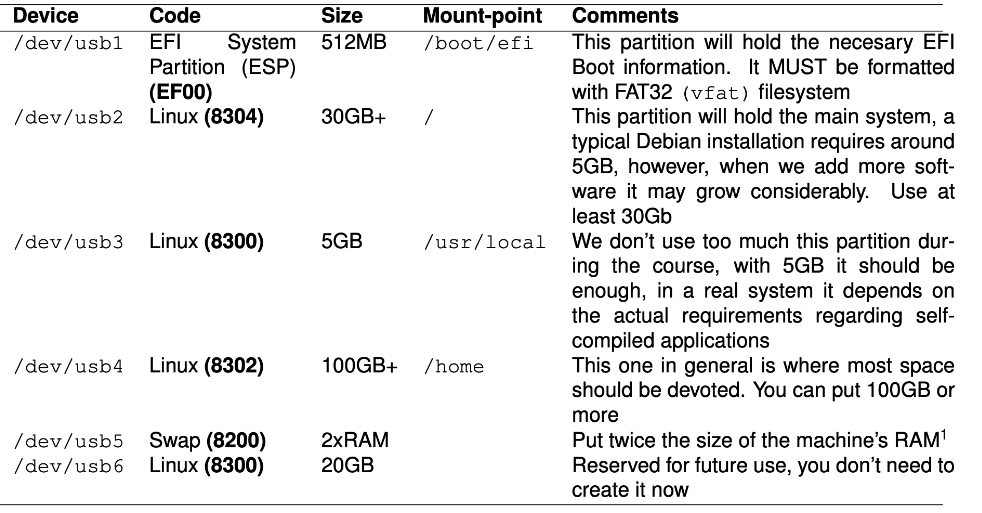 Device Code Size Mount-point Comments
/dev/usb1 EFI System 512MB /boot/efi This partition will hold the necesary EFI
Partition (ESP) Boot information. It MUST be formatted
(EF00) with FAT32 (vfat) filesystem
/dev/usb2 Linux (8304) 30GB+ / This partition will hold the main system, a
typical Debian installation requires around
5GB, however, when we add more soft-
ware it may grow considerably. Use at
least 30Gb
/dev/usb3 Linux (8300) 5GB /usr/local We don't use too much this partition dur-
ing the course, with 5GB it should be
enough, in a real system it depends on
the actual requirements regarding self-
compiled applications
/dev/usb4 Linux (8302) 100GB+ /home This one in general is where most space
should be devoted. You can put 100GB or
more
/dev/usb5 Swap (8200) 2xRAM Put twice the size of the machine's RAM¹
/dev/usb6 Linux (8300) 20GB Reserved for future use, you don't need to
create it now